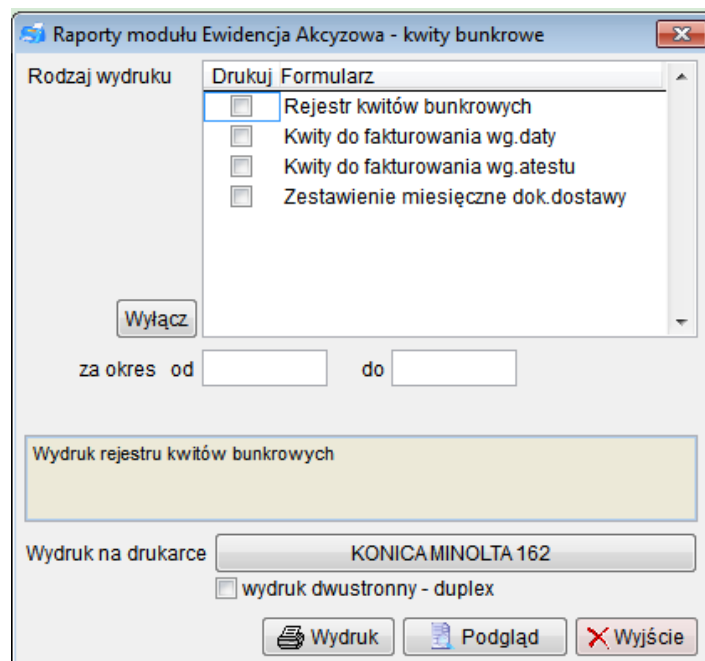 Raporty modułu Ewidencja Akcyzowa - kwity bunkrowe
Rodzaj wydruku
Drukuj Formularz
Rejestr kwitów bunkrowych
Kwity do fakturowania wg.daty
Kwity do fakturowania wg.atestu
Zestawienie miesięczne dok.dostawy
Wyłącz
za okres od do
Wydruk rejestru kwitów bunkrowych
Wydruk na drukarce KONICA MINOLTA 162
wydruk dwustronny - duplex
Wydruk Podgląd Wyjście